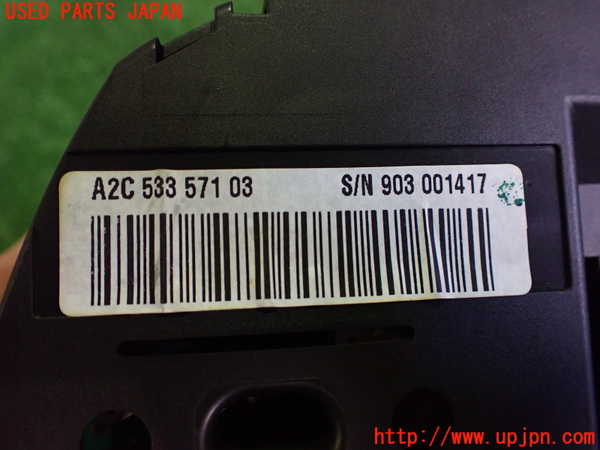 USED PARTS JAPAN
A2C 533 571 03 S/N 903 001417
http://www.upjpn.com